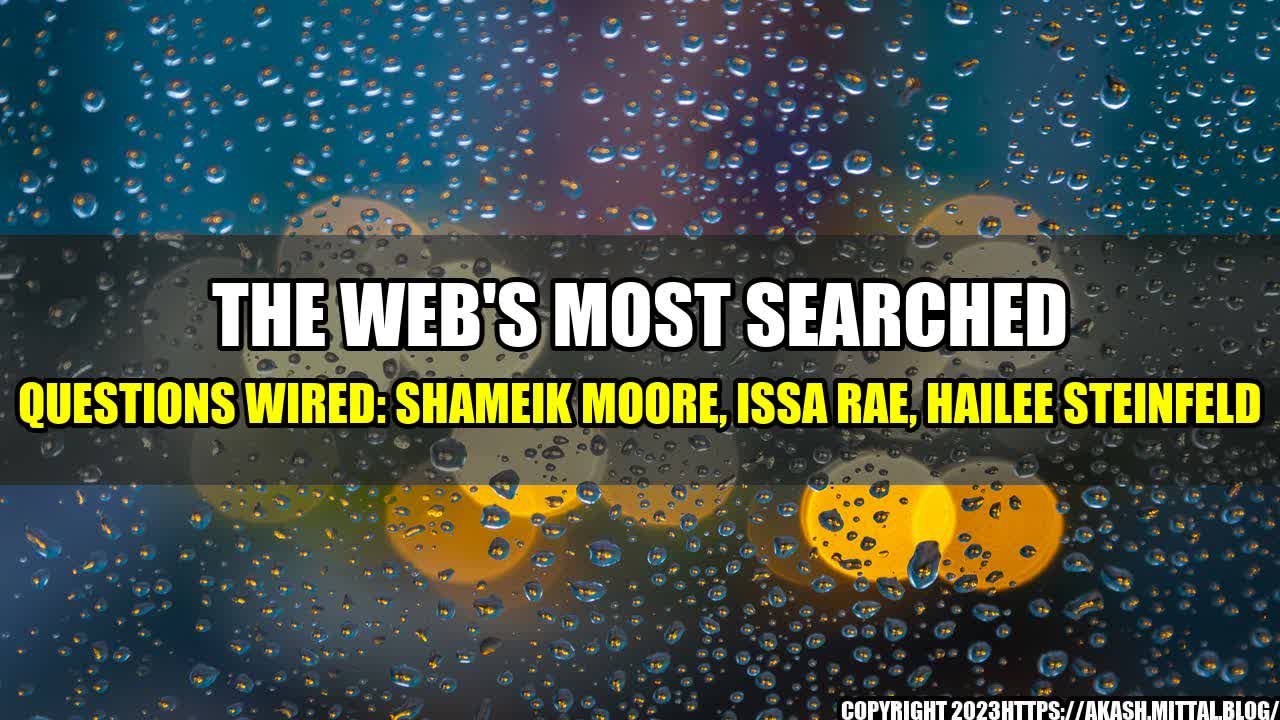 THE WEB'S MOST SEARCHED
QUESTIONS WIRED: SHAMEIK MOORE, ISSA RAE, HAILEE STEINFELD
COPYRIGHT 2023HTTPS://AKASH.MITTAL.BLOG/